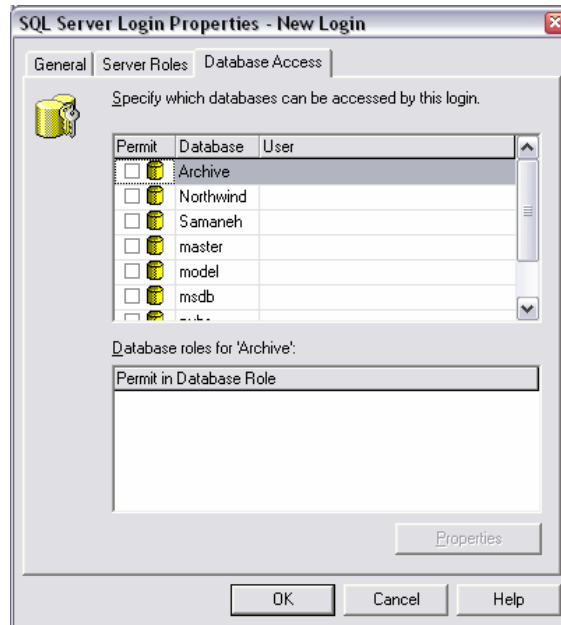 SQL Server Login Properties - New Login
General Server Roles Database Access
Specify which databases can be accessed by this login.
Permit Database User
Archive
Northwind
Samaneh
master
model
msdb
Database roles for 'Archive':
Permit in Database Role
Properties
OK Cancel Help